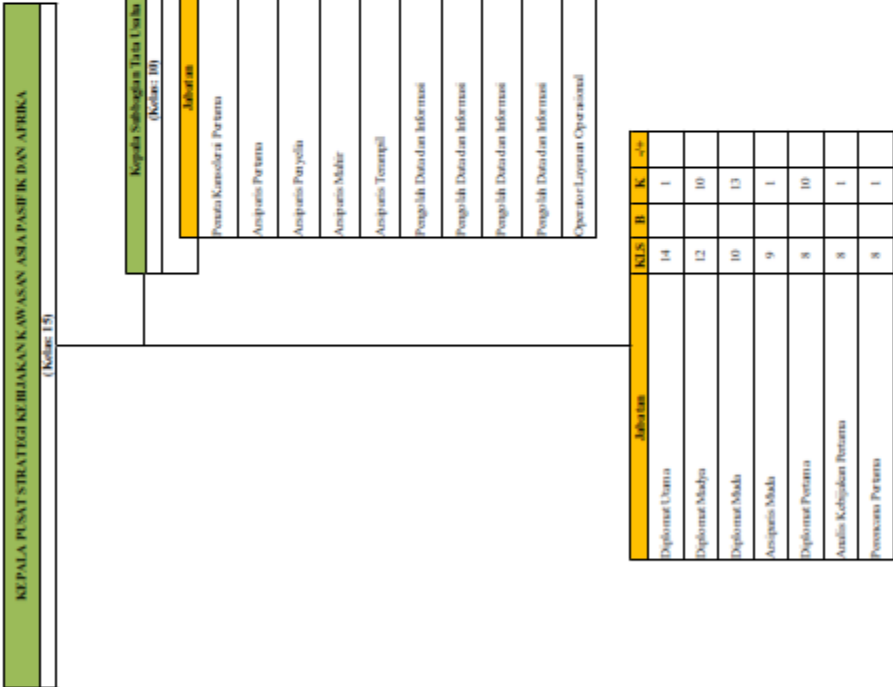 KEPALA PUSAT STRATEGI KEBIJAKAN KAWASAN ASIA PASIFIK DAN AFRIKA
(Kelas: 15)
Kepala Subbagian Tata Usaha
(Kelas: 10)
Jabatan
Penata Kanselerai Pertama
Arsiparis Pertama
Arsiparis Penyelia
Arsiparis Mahir
Arsiparis Terampil
Pengolah Data dan Informasi
Pengolah Data dan Informasi
Pengolah Data dan Informasi
Pengolah Data dan Informasi
Operator Layanan Operasional
Jabatan KLS B K -/+
Diplomat Utama 14 1
Diplomat Madya 12 10
Diplomat Muda 10 13
Arsiparis Muda 9 1
Diplomat Pertama 8 10
Analis Kebijakan Pertama 8 1
Perencana Pertama 8 1